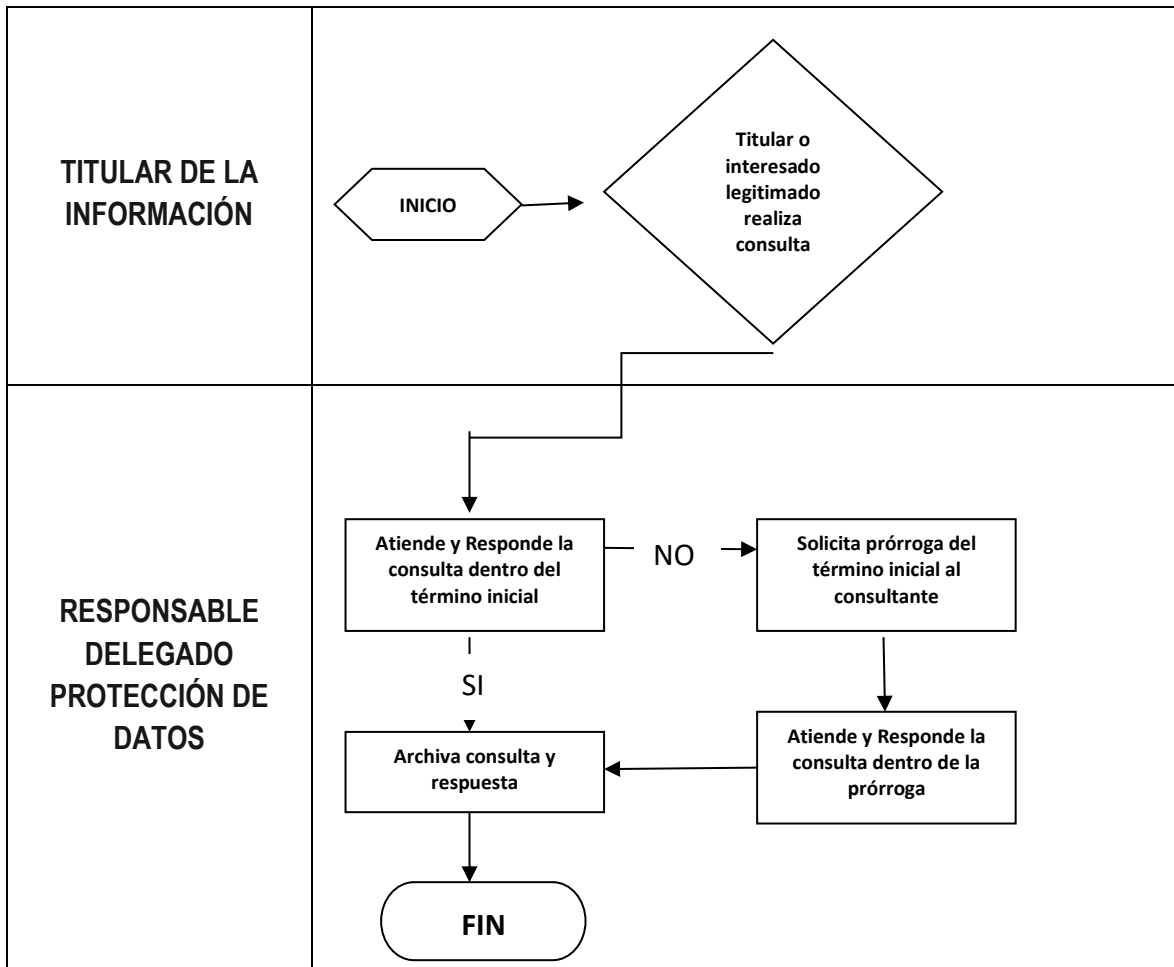 TITULAR DE LA
INFORMACIÓN
INICIO
Titular o
interesado
legitimado
realiza
consulta
RESPONSABLE
DELEGADO
PROTECCIÓN DE
DATOS
Atiende y Responde la
consulta dentro del
término inicial
NO
Solicita prórroga del
término inicial al
consultante
SI
Archiva consulta y
respuesta
Atiende y Responde la
consulta dentro de la
prórroga
FIN